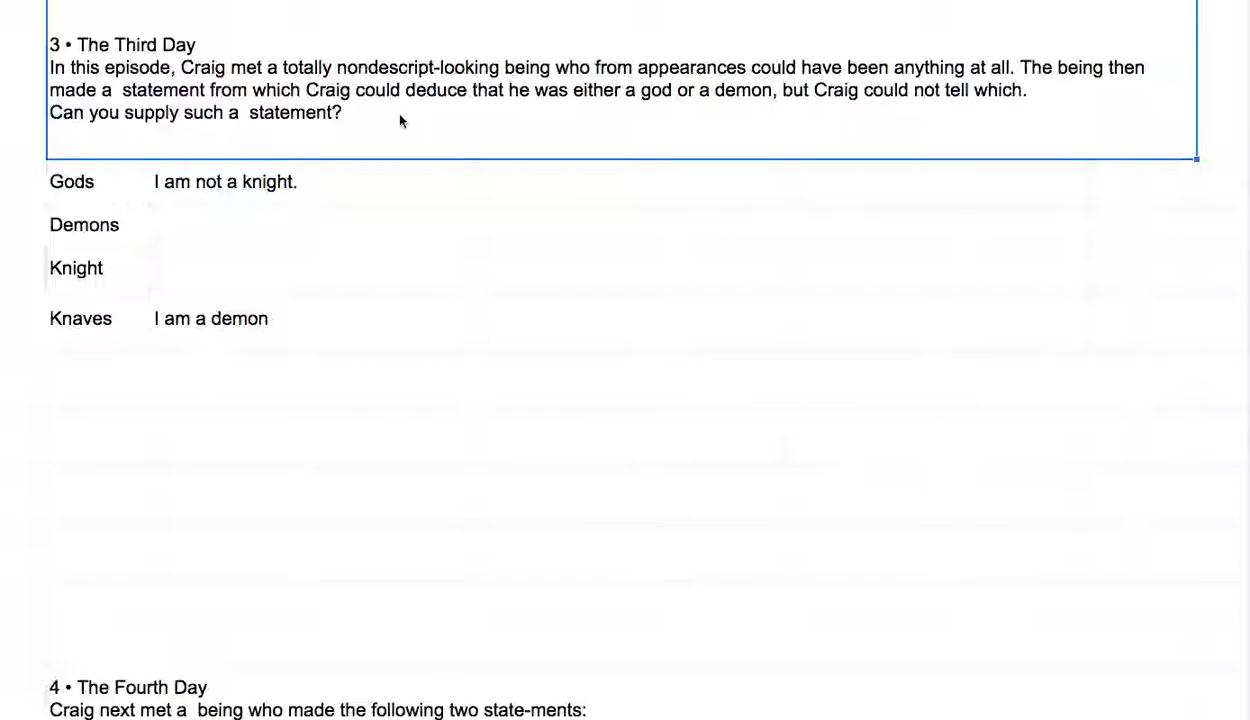 3 • The Third Day
In this episode, Craig met a totally nondescript-looking being who from appearances could have been anything at all. The being then
made a statement from which Craig could deduce that he was either a god or a demon, but Craig could not tell which.
Can you supply such a statement?
Gods I am not a knight.
Demons
Knight
Knaves I am a demon
4 • The Fourth Day
Craig next met a being who made the following two state-ments: